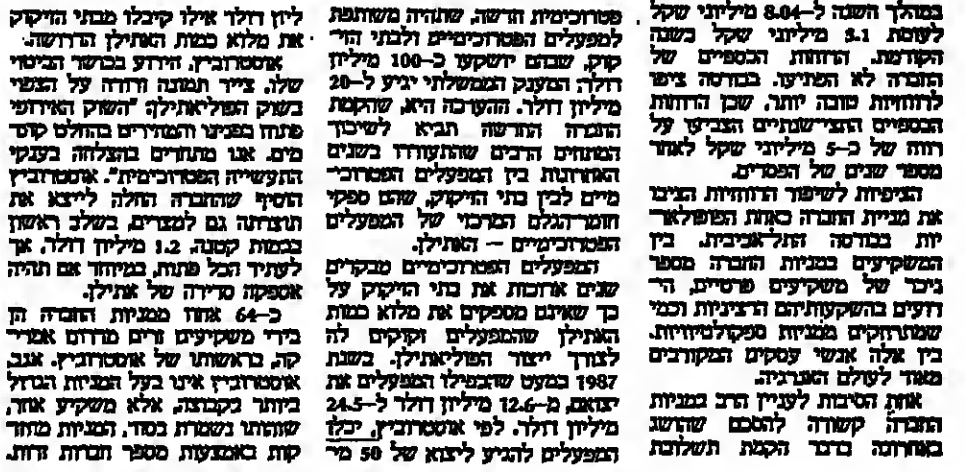 במהלך השנה ל–8.04 מיליוני שקל
לעומת 5.1 מיליוני שקל בשנה
הקודמת. הדוחות הכספיים של
החברה לא הפתיעו. בבורסה ציפו
לרווחיות טובה יותר, שכן הדוחות
הכספיים החצי־שנתיים הצביעו על
רווח של כ–5 מיליוני שקל לאחר
מספר שנים של הפסדים.
הציפיות לשיפור הרווחיות הציבו
את מניית החברה כאחת הפופולאר־
יות בבורסה התל־אביבית. בין
המשקיעים במניות החברה מספר
ניכר של משקיעים פרטיים, הי־
דועים בהשקעותיהם הרציניות וכמי
שמתרחקים ממניות ספקולטיוויות.
בין אלה אנשי עסקים המקורבים
מאוד לעולם האנרגיה.
אחת הסיבות לעניין הרב במניות
החברה קשורה להסכם שהושג
באחרונה בדבר הקמת תשלובת
פטרוכימית חדשה, שתהיה משותפת
למפעלים הפטרוכימיים ולבתי הזי־
קוק, שבהם יושקעו כ–100 מיליון
דולר; המענק הממשלתי יגיע ל–20
מיליון דולר. ההערכה היא, שהקמת
החברה החדשה תביא לשיכוך
המתחים הרבים שהתעוררו בשנים
האחרונות בין המפעלים הפטרוכי־
מיים לבין בתי הזיקוק, שהם ספקי
חומר־הגלם המרכזי של המפעלים
הפטרוכימיים — האתילן.
המפעלים הפטרוכימיים מבקרים
שנים ארוכות את בתי הזיקוק על
כך שאינם מספקים את מלוא כמות
האתילן שהמפעלים זקוקים לה
לצורך ייצור הפוליאתילן. בשנת
1987 כמעט שהכפילו המפעלים את
יצואם, מ–12.6 מיליון דולר ל–24.5
מיליון דולר. לפי אוסטרוביץ, יכלו
המפעלים להגיע ליצוא של 50 מי־
ליון דולר אילו קיבלו מבתי הזיקוק
את מלוא כמות האתילן הדרושה.
אוסטרוביץ, הידוע בכושר הביטוי
שלו, צייר תמונה ורודה על הצפוי
בשוק הפוליאתילן: "השוק האירופי
פתוח בפנינו והמחירים בהחלט קוס־
מים. אנו מתחרים בהצלחה בענקי
התעשייה הפטרוכימית". אוסטרוביץ
הוסיף שהחברה החלה לייצא את
תוצרתה גם למצרים, בשלב ראשון
בכמות קטנה, 1.2 מיליון דולר, אך
לעתיד הכל פתוח, במיוחד אם תהיה
אספקה סדירה של אתילן.
כ–64 אחוז ממניות החברה הן
בידי משקיעים זרים מדרום אמרי־
קה, בראשותו של אוסטרוביץ. אגב,
אוסטרוביץ אינו בעל המניות הגדול
ביותר בקבוצה, אלא משקיע אחר,
שזהותו נשמרת בסוד. המניות מוחז־
קות באמצעות מספר חברות זרות.